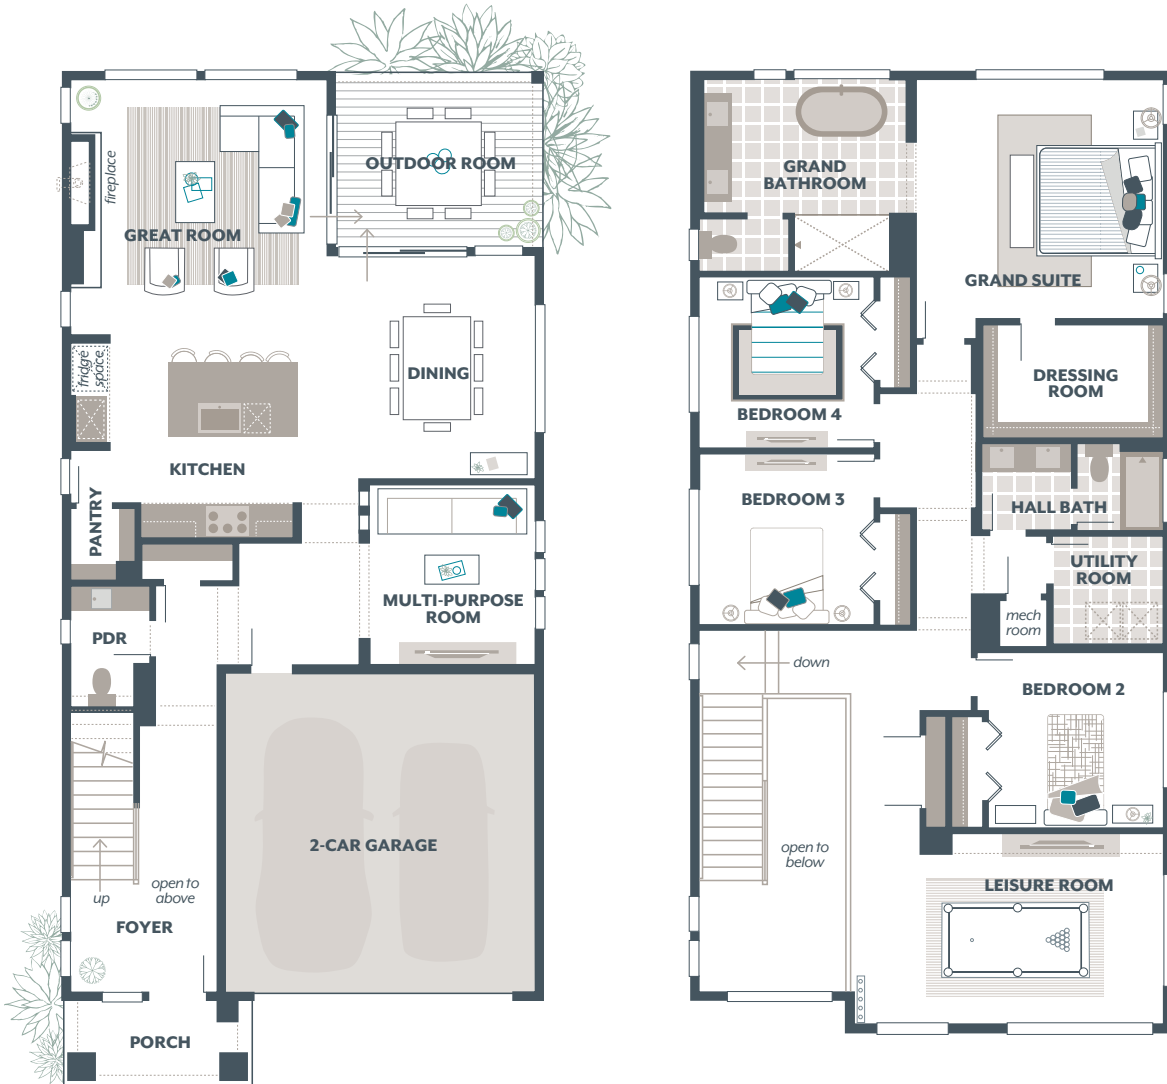 OUTDOOR ROOM
fireplace
GREAT ROOM
fridge
space
DINING
KITCHEN
PANTRY
MULTI-PURPOSE
ROOM
PDR
2-CAR GARAGE
up
open to
above
FOYER
PORCH
GRAND
BATHROOM
GRAND SUITE
DRESSING
ROOM
BEDROOM 4
BEDROOM 3
HALL BATH
UTILITY
ROOM
mech
room
down
BEDROOM 2
open to
below
LEISURE ROOM